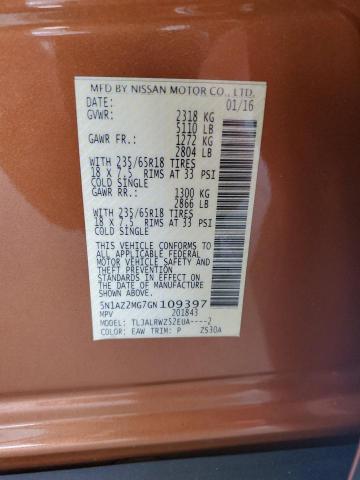 MFD BY NISSAN MOTOR CO., LTD.
DATE: 01/16
GVWR: 2318 KG
5110 LB
GAWR FR.: 1272 KG
2804 LB
WITH 235/65R18 TIRES
18 X 7.5 RIMS AT 33 PSI
COLD SINGLE
GAWR RR.: 1300 KG
2866 LB
WITH 235/65R18 TIRES
18 X 7.5 RIMS AT 33 PSI
COLD SINGLE
THIS VEHICLE CONFORMS TO
ALL APPLICABLE FEDERAL
MOTOR VEHICLE SAFETY
STANDARDS IN EFFECT ON
THE DATE OF MANUFACTURE
SHOWN ABOVE.
5N1AZ2MG7GN109397
MPV 201843
MODEL: TLJALRWZ52EUA----2
COLOR: EAW TRIM: P Z530A